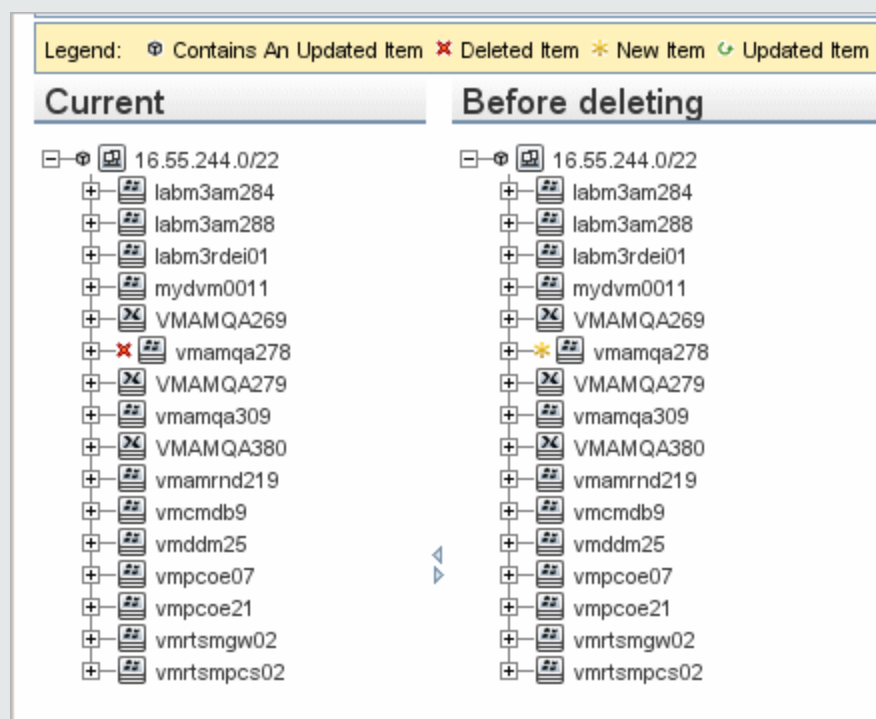 Legend: Contains An Updated Item Deleted Item New Item Updated Item
Current
16.55.244.0/22
labm3am284
labm3am288
labm3rdei01
mydvm0011
VMAMQA269
vmamqa278
VMAMQA279
vmamqa309
VMAMQA380
vmamrnd219
vmcmdb9
vmddm25
vmpcoe07
vmpcoe21
vmrtsmgw02
vmrtsmpcs02
Before deleting
16.55.244.0/22
labm3am284
labm3am288
labm3rdei01
mydvm0011
VMAMQA269
vmamqa278
VMAMQA279
vmamqa309
VMAMQA380
vmamrnd219
vmcmdb9
vmddm25
vmpcoe07
vmpcoe21
vmrtsmgw02
vmrtsmpcs02